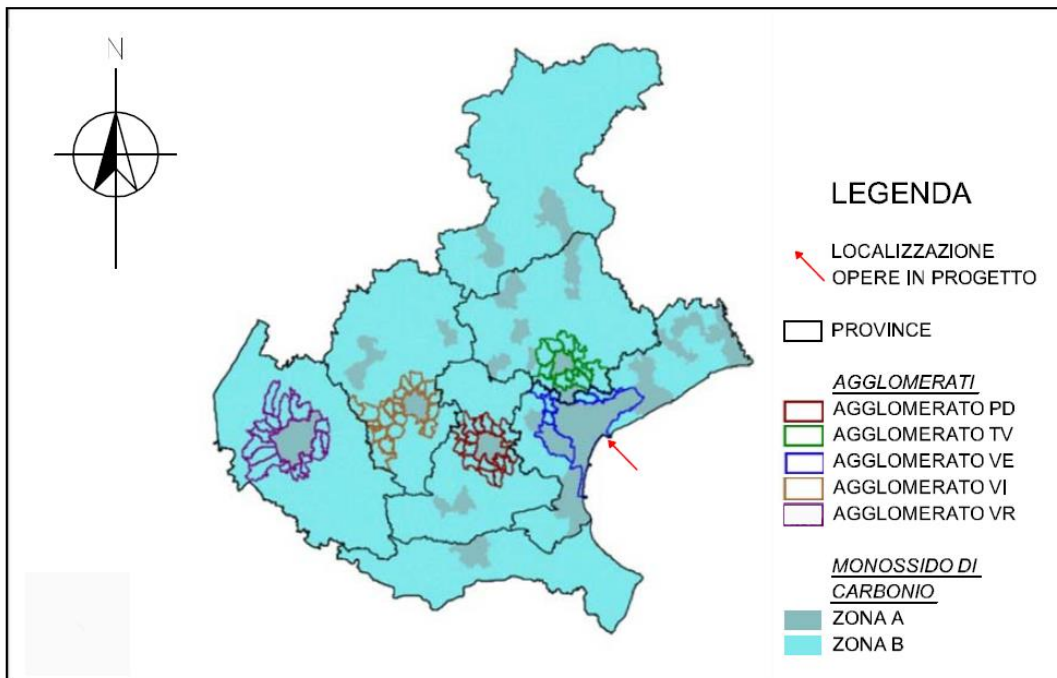 N
LEGENDA
LOCALIZZAZIONE
OPERE IN PROGETTO
PROVINCE
AGGLOMERATI
AGGLOMERATO PD
AGGLOMERATO TV
AGGLOMERATO VE
AGGLOMERATO VI
AGGLOMERATO VR
MONOSSIDO DI
CARBONIO
ZONA A
ZONA B